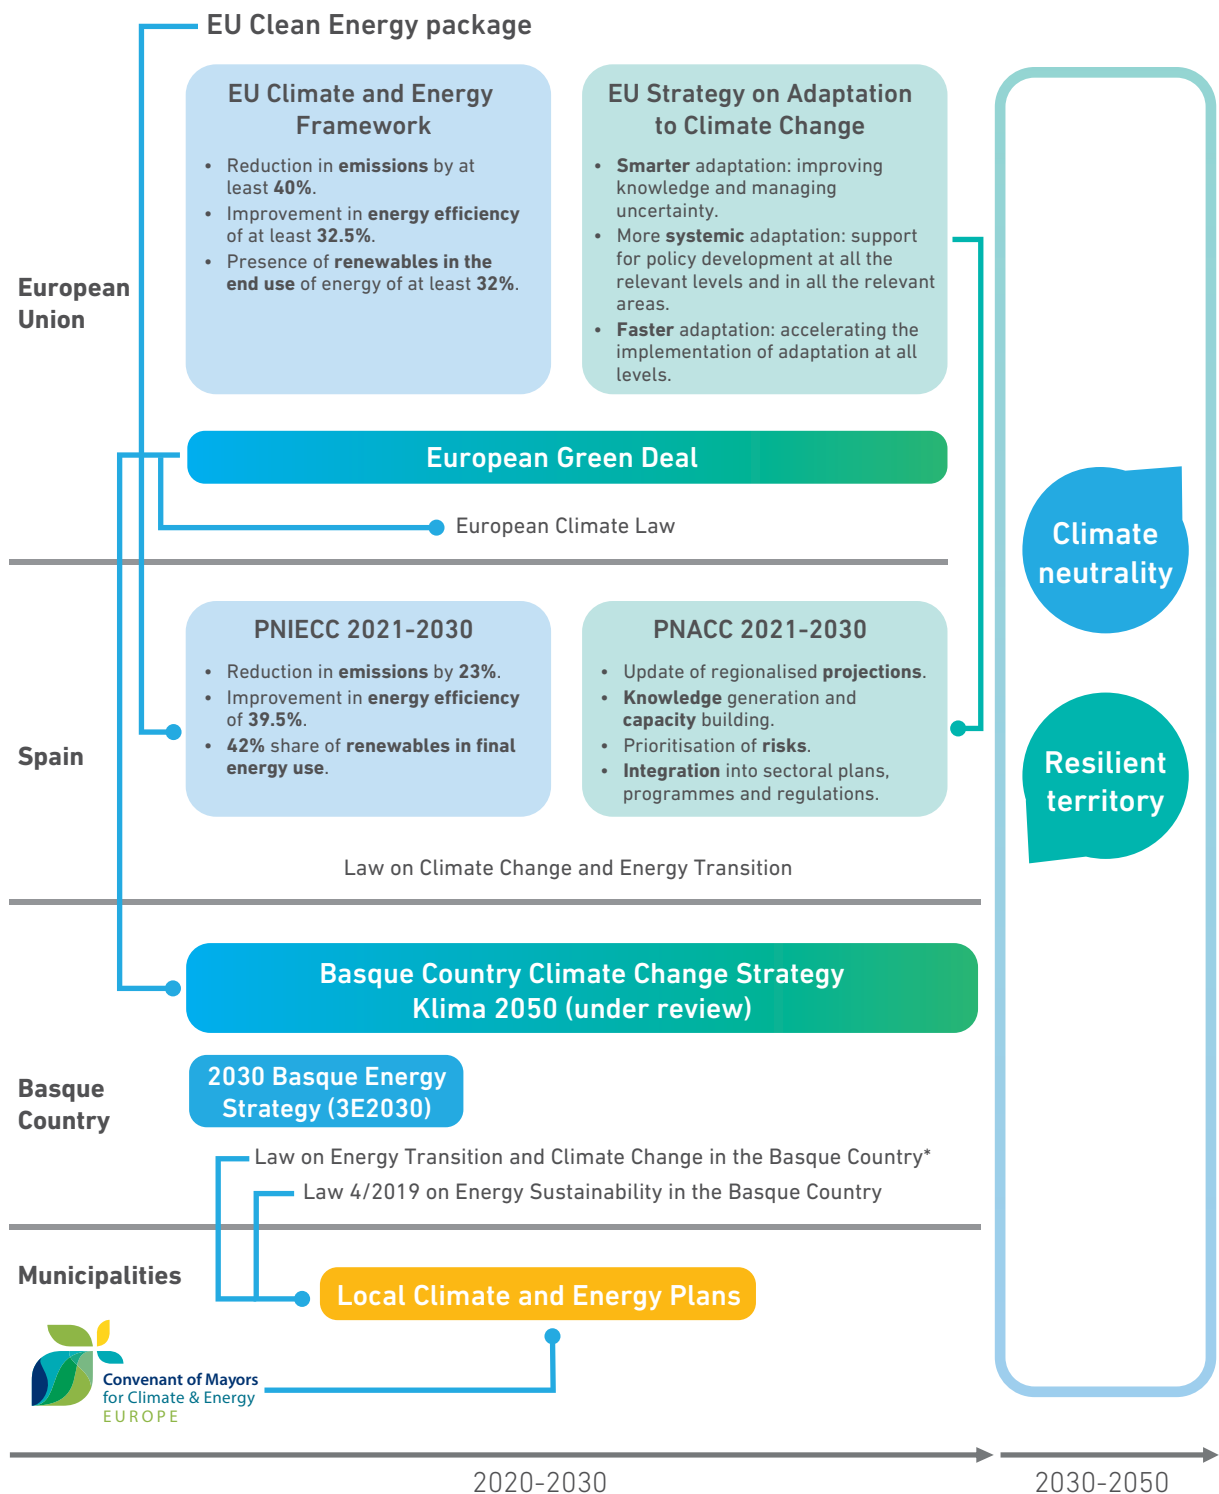 EU Clean Energy package
EU Climate and Energy
Framework
• Reduction in emissions by at
least 40%.
• Improvement in energy efficiency
of at least 32.5%.
• Presence of renewables in the
end use of energy of at least 32%.
EU Strategy on Adaptation
to Climate Change
• Smarter adaptation: improving
knowledge and managing
uncertainty.
• More systemic adaptation: support
for policy development at all the
relevant levels and in all the relevant
areas.
• Faster adaptation: accelerating the
implementation of adaptation at all
levels.
European
Union
European Green Deal
European Climate Law
Climate
neutrality
PNIECC 2021-2030
• Reduction in emissions by 23%.
• Improvement in energy efficiency
of 39.5%.
• 42% share of renewables in final
energy use.
PNACC 2021-2030
• Update of regionalised projections.
• Knowledge generation and
capacity building.
• Prioritisation of risks.
• Integration into sectoral plans,
programmes and regulations.
Spain
Resilient
territory
Law on Climate Change and Energy Transition
Basque Country Climate Change Strategy
Klima 2050 (under review)
Basque
Country
2030 Basque Energy
Strategy (3E2030)
Law on Energy Transition and Climate Change in the Basque Country*
Law 4/2019 on Energy Sustainability in the Basque Country
Municipalities
Local Climate and Energy Plans
Convenant of Mayors
for Climate & Energy
EUROPE
2020-2030
2030-2050